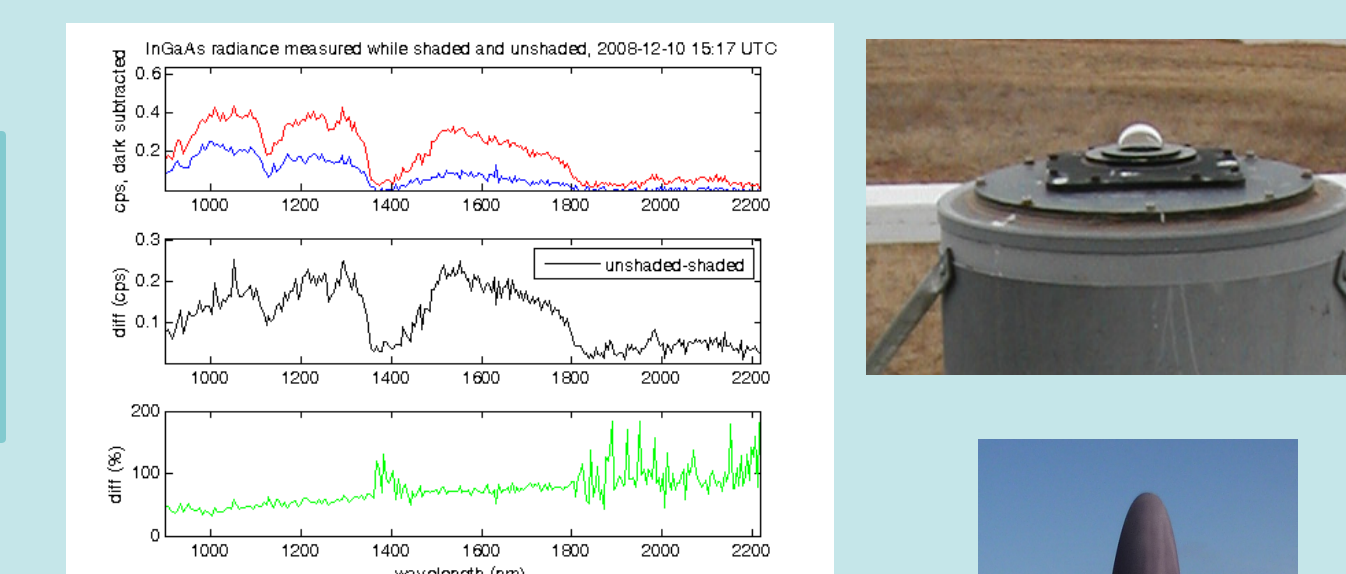 InGaAs radiance measured while shaded and unshaded, 2008-12-10 15:17 UTC
cps, dark subtracted
0.6
0.4
0.2
1000 1200 1400 1600 1800 2000 2200
diff (cps)
0.3
0.2
0.1
unshaded-shaded
1000 1200 1400 1600 1800 2000 2200
diff (%)
200
100
0
1000 1200 1400 1600 1800 2000 2200
wavelength (nm)